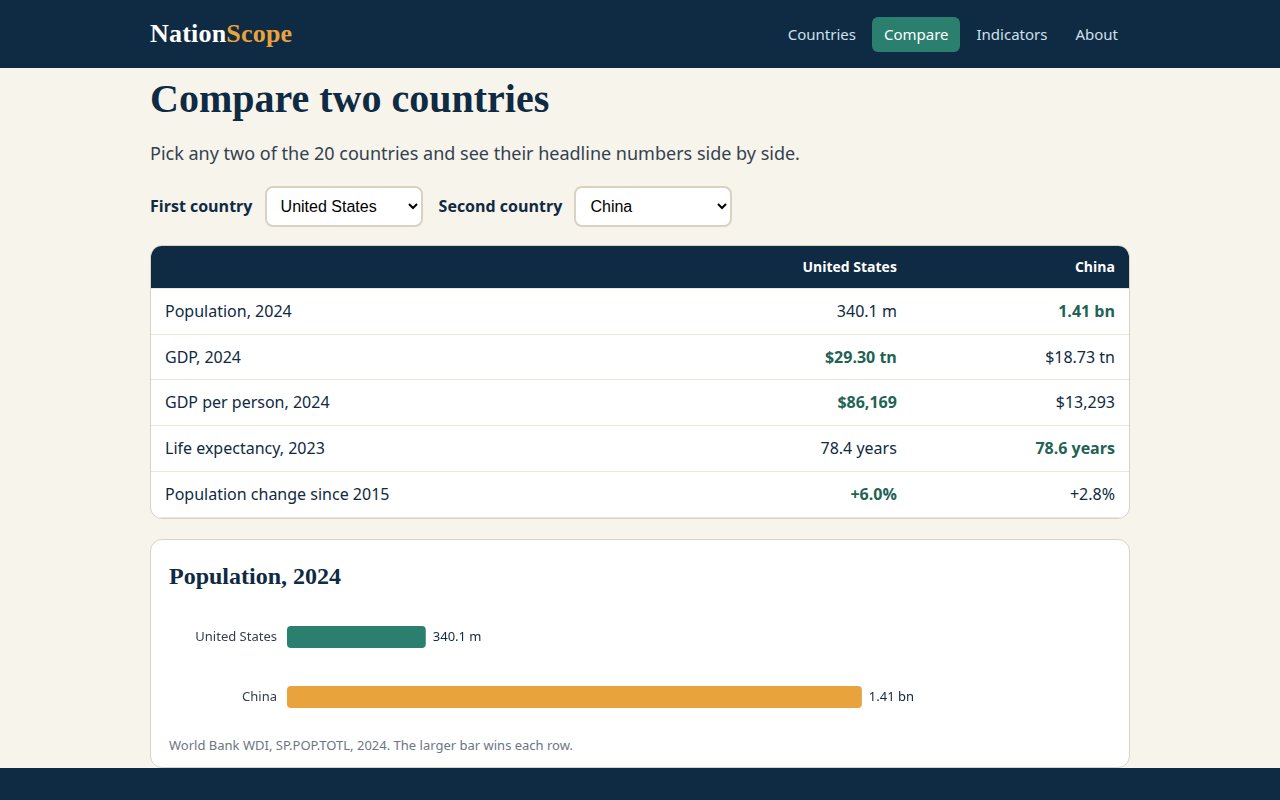 NationScope
Countries Compare Indicators About
Compare two countries
Pick any two of the 20 countries and see their headline numbers side by side.
First country United States Second country China
United States China
Population, 2024 340.1 m 1.41 bn
GDP, 2024 $29.30 tn $18.73 tn
GDP per person, 2024 $86,169 $13,293
Life expectancy, 2023 78.4 years 78.6 years
Population change since 2015 +6.0% +2.8%
Population, 2024
United States 340.1 m
China 1.41 bn
World Bank WDI, SP.POP.TOTL, 2024. The larger bar wins each row.